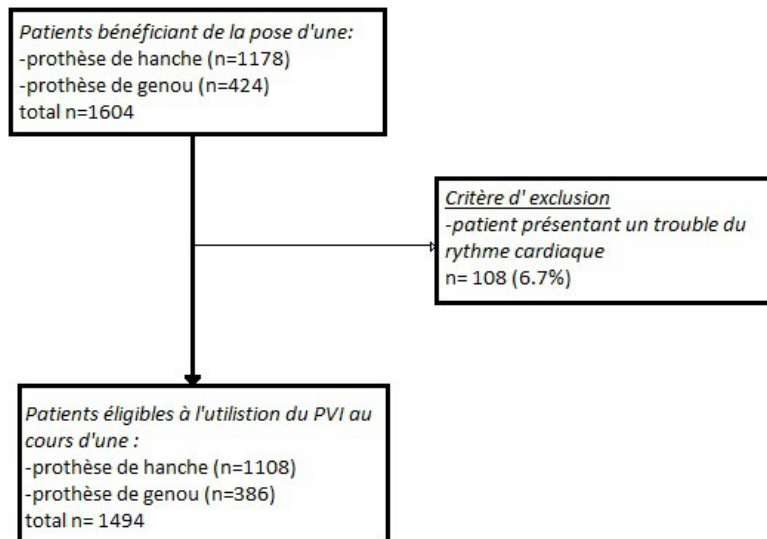 Patients bénéficiant de la pose d'une:
-prothèse de hanche (n=1178)
-prothèse de genou (n=424)
total n=1604
Critère d' exclusion
-patient présentant un trouble du
rythme cardiaque
n= 108 (6.7%)
Patients éligibles à l'utilistion du PVI au
cours d'une :
-prothèse de hanche (n=1108)
-prothèse de genou (n=386)
total n= 1494